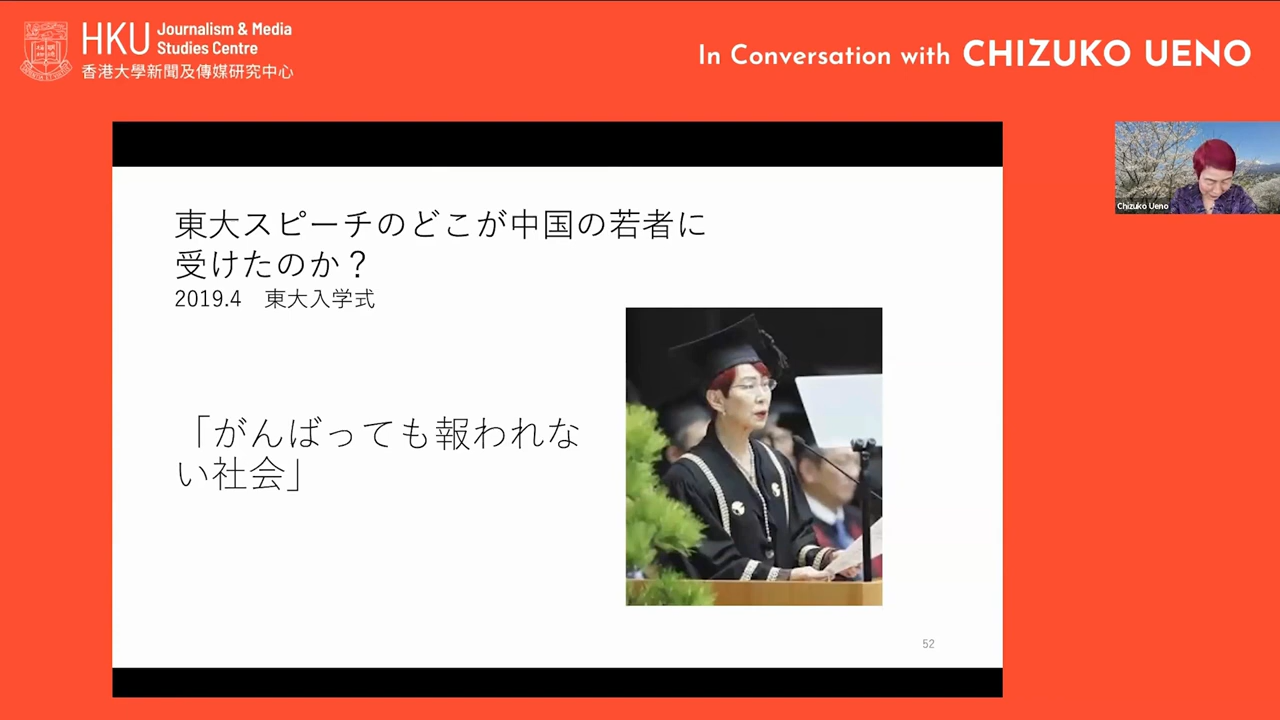 HKU
Journalism & Media
Studies Centre
香港大學新聞及傳媒研究中心
In Conversation with CHIZUKO UENO
Chizuko Ueno
東大スピーチのどこが中国の若者に
受けたのか？
2019.4　東大入学式
「がんばっても報われな
い社会」
52